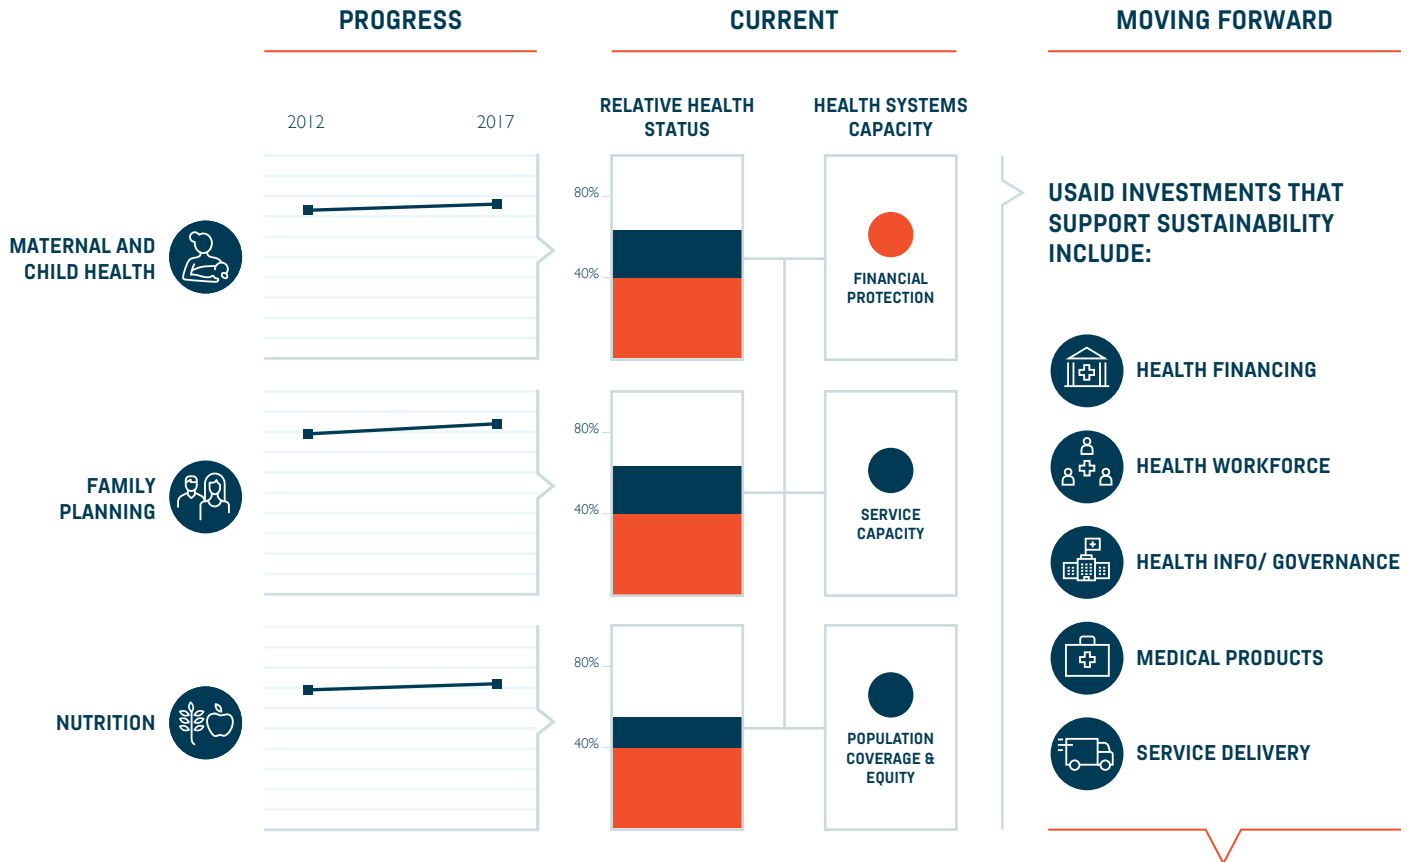 PROGRESS
CURRENT
MOVING FORWARD
2012
2017
RELATIVE HEALTH
STATUS
HEALTH SYSTEMS
CAPACITY
MATERNAL AND
CHILD HEALTH
80%
40%
FINANCIAL
PROTECTION
FAMILY
PLANNING
80%
40%
SERVICE
CAPACITY
NUTRITION
80%
40%
POPULATION
COVERAGE &
EQUITY
USAID INVESTMENTS THAT
SUPPORT SUSTAINABILITY
INCLUDE:
HEALTH FINANCING
HEALTH WORKFORCE
HEALTH INFO/ GOVERNANCE
MEDICAL PRODUCTS
SERVICE DELIVERY